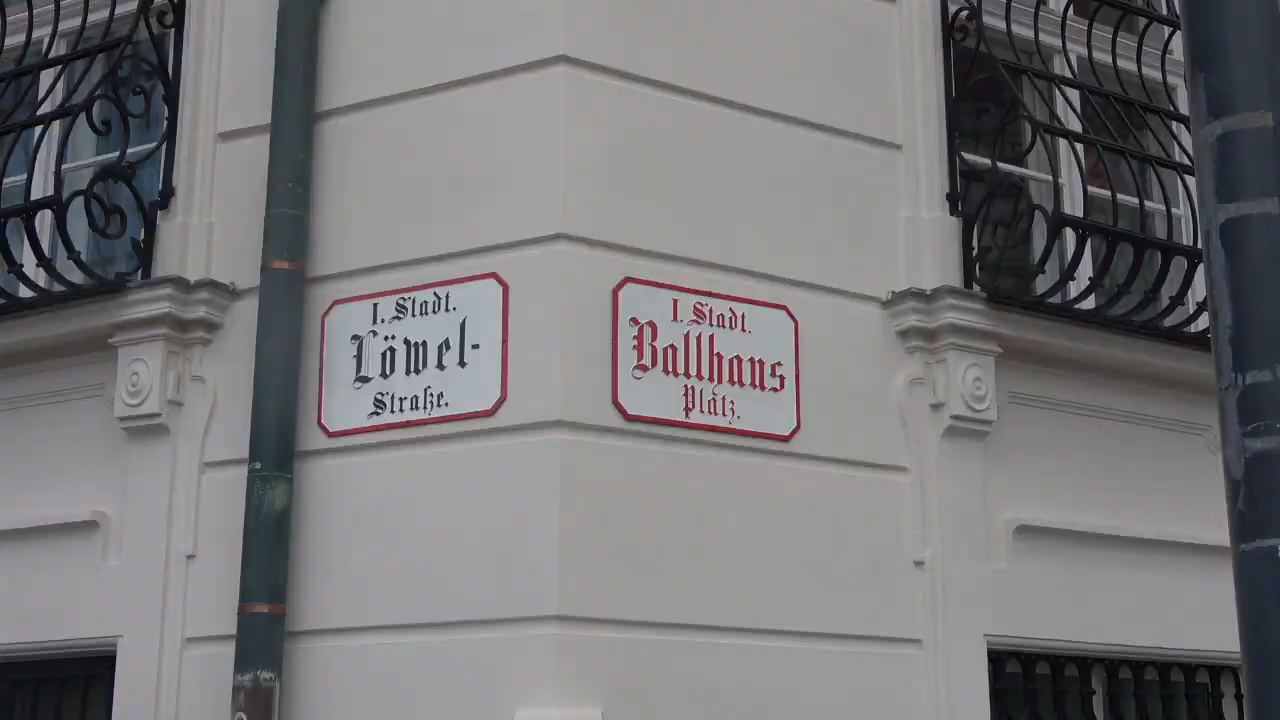 I. Stadt.
Löwel-
Straße.
I. Stadt.
Ballhaus
Platz.